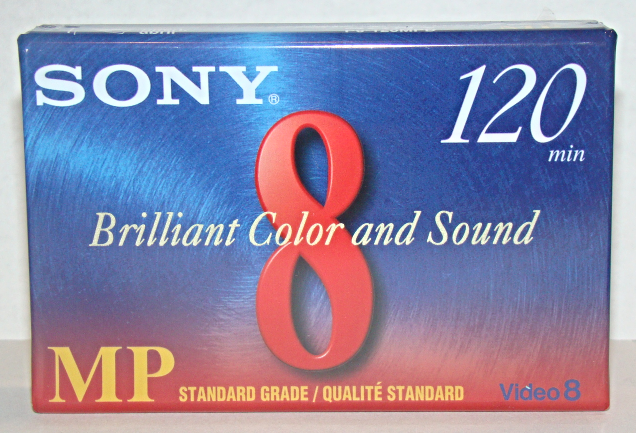 SONY®
120
min
8
Brilliant Color and Sound
MP
STANDARD GRADE / QUALITÉ STANDARD
Video 8